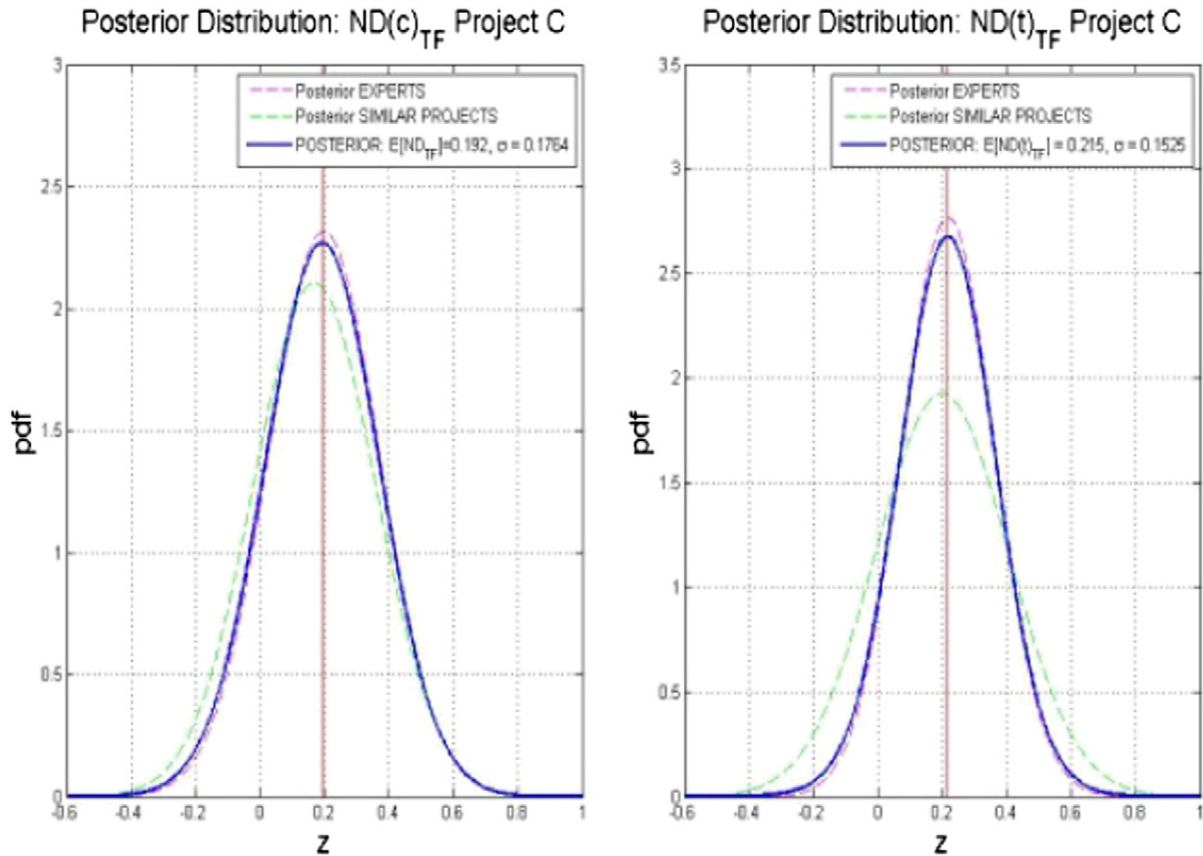 Posterior Distribution: ND(c)TF Project C
3
2.5
2
1.5
1
0.5
0
-0.6
-0.4
-0.2
0
0.2
0.4
0.6
0.8
1
pdf
z
Posterior EXPERTS
Posterior SIMILAR PROJECTS
POSTERIOR: E[NDTF]=0.192, σ = 0.1764
Posterior Distribution: ND(t)TF Project C
3.5
3
2.5
2
1.5
1
0.5
0
-0.6
-0.4
-0.2
0
0.2
0.4
0.6
0.8
1
pdf
z
Posterior EXPERTS
Posterior SIMILAR PROJECTS
POSTERIOR: E[ND(t)TF] = 0.215, σ = 0.1525